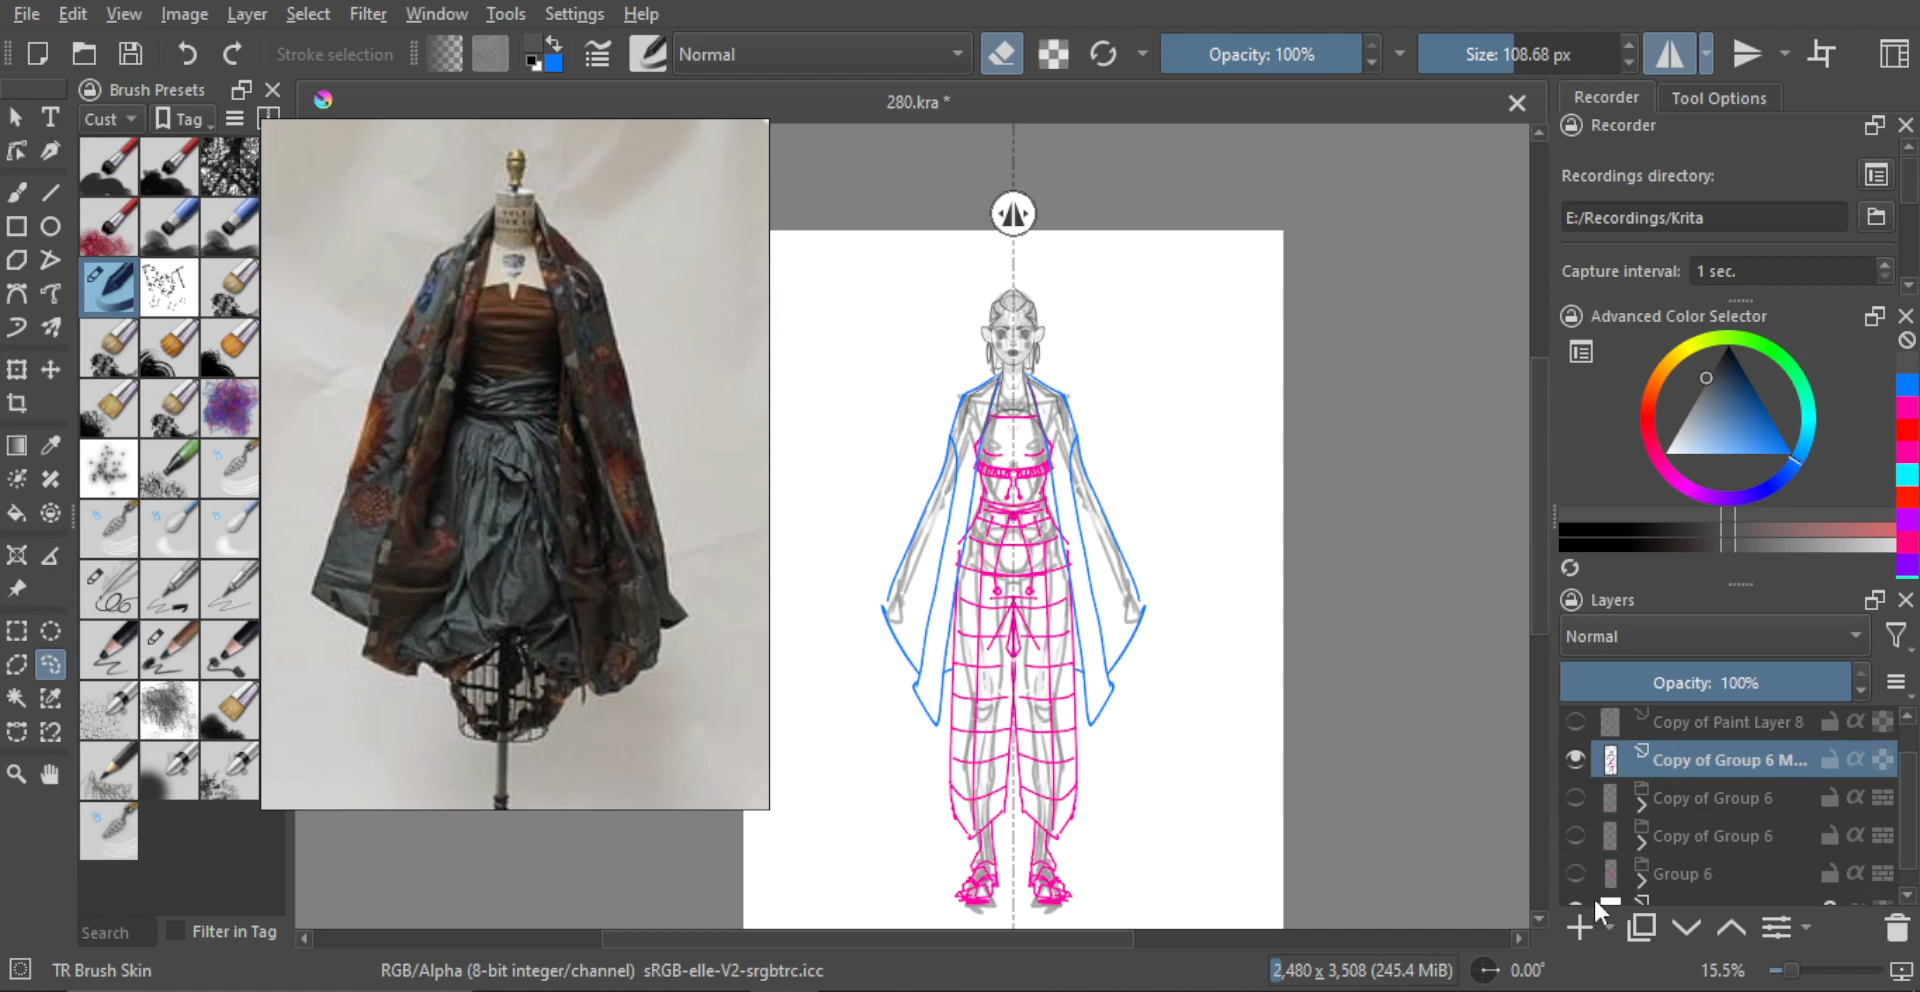 File Edit View Image Layer Select Filter Window Tools Settings Help
Stroke selection Normal Opacity: 100% Size: 108.68 px
Brush Presets
Cust Tag
280.kra *
Recorder Tool Options
Recorder
Recordings directory:
E:/Recordings/Krita
Capture interval: 1 sec.
Advanced Color Selector
Layers
Normal
Opacity: 100%
Copy of Paint Layer 8
Copy of Group 6 M...
Copy of Group 6
Copy of Group 6
Group 6
Search Filter in Tag
TR Brush Skin RGB/Alpha (8-bit integer/channel) sRGB-elle-V2-srgbtrc.icc 2,480 x 3,508 (245.4 MiB) 0.00° 15.5%